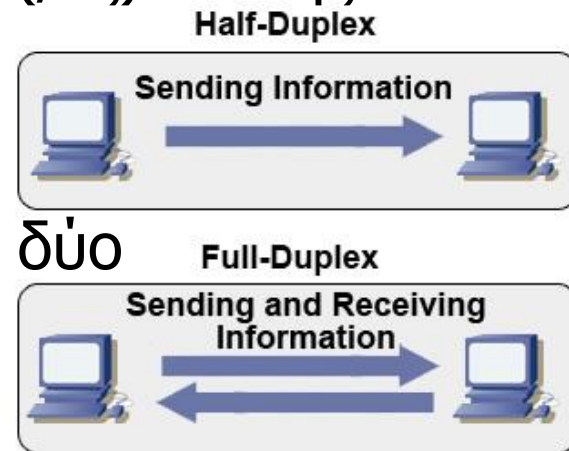 Half-Duplex
Sending Information
δύο
Full-Duplex
Sending and Receiving
Information